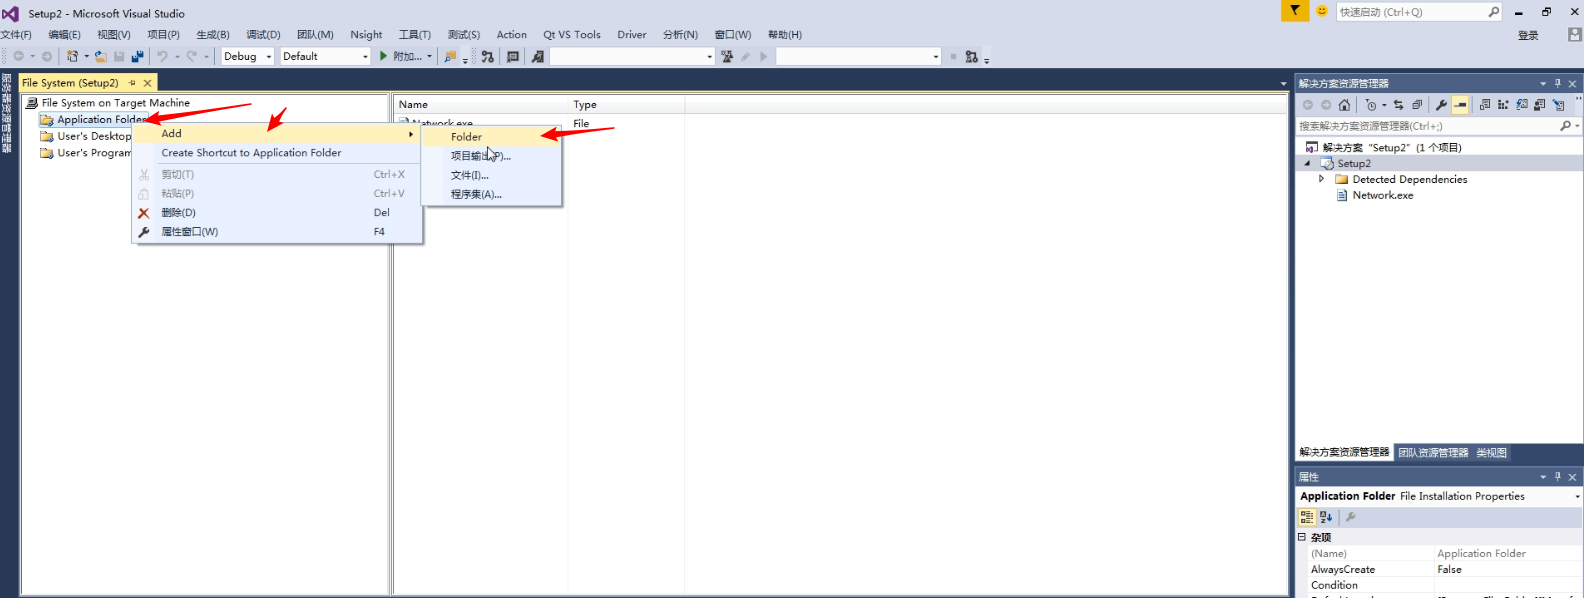 Setup2 - Microsoft Visual Studio
快速启动 (Ctrl+Q)
文件(F) 编辑(E) 视图(V) 项目(P) 生成(B) 调试(D) 团队(M) Nsight 工具(T) 测试(S) Action Qt VS Tools Driver 分析(N) 窗口(W) 帮助(H)
登录
Debug Default 附加...
服务器资源管理器
File System (Setup2)
File System on Target Machine
Application Folder
User's Desktop
User's Program
Name Type
Network.exe File
Add
Create Shortcut to Application Folder
剪切(T) Ctrl+X
粘贴(P) Ctrl+V
删除(D) Del
属性窗口(W) F4
Folder
项目输出(P)...
文件(I)...
程序集(A)...
解决方案资源管理器
搜索解决方案资源管理器(Ctrl+;)
解决方案 "Setup2" (1 个项目)
Setup2
Detected Dependencies
Network.exe
解决方案资源管理器 团队资源管理器 类视图
属性
Application Folder File Installation Properties
杂项
(Name) Application Folder
AlwaysCreate False
Condition